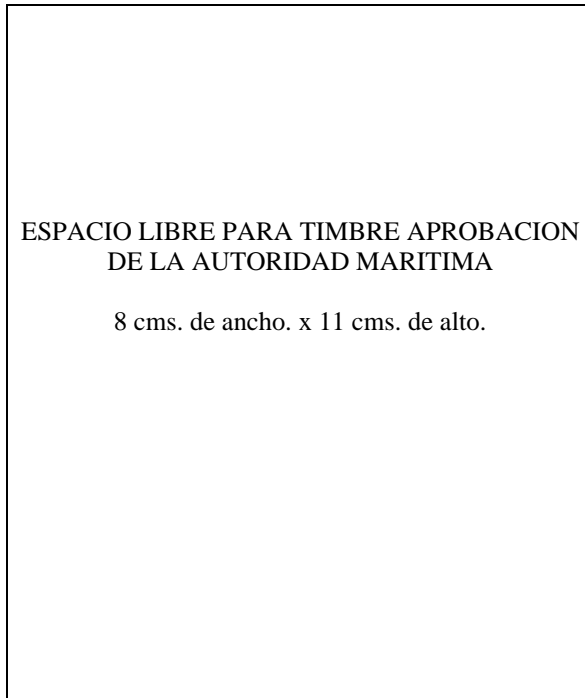 ESPACIO LIBRE PARA TIMBRE APROBACION
DE LA AUTORIDAD MARITIMA
8 cms. de ancho. x 11 cms. de alto.